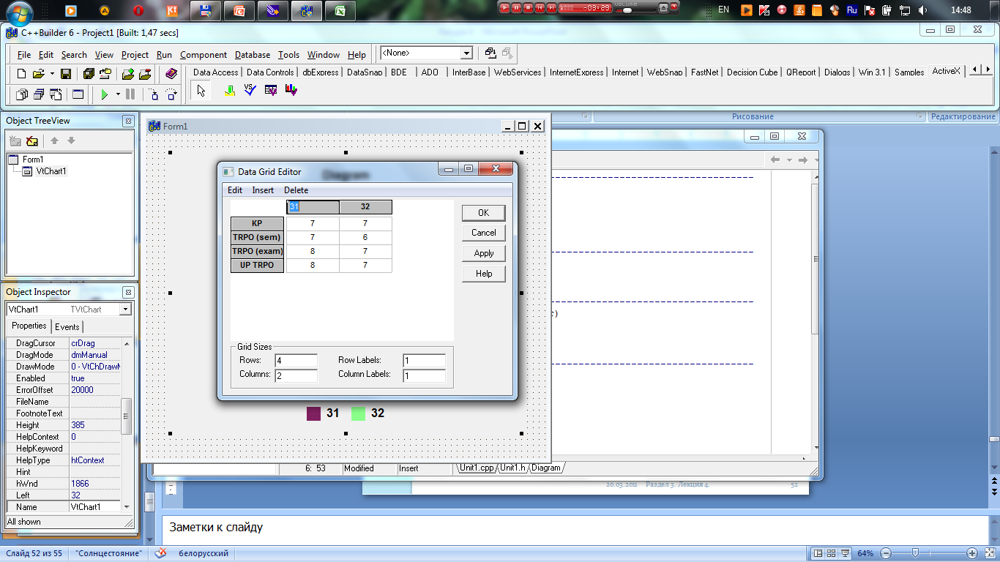 -03:29
VOLUME
EN
Ru
14:48
C++Builder 6 - Project1 [Built: 1,47 secs]
File Edit Search View Project Run Component Database Tools Window Help
<None>
Data Access Data Controls dbExpress DataSnap BDE ADO InterBase WebServices InternetExpress Internet WebSnap FastNet Decision Cube QReport Dialogs Win 3.1 Samples ActiveX
Рисование
Редактирование
Object TreeView
Form1
VtChart1
Form1
Diagram
Data Grid Editor
Edit Insert Delete
31 32
KP 7 7
TRPO (sem) 7 6
TRPO (exam) 8 7
UP TRPO 8 7
OK
Cancel
Apply
Help
Grid Sizes
Rows: 4 Row Labels: 1
Columns: 2 Column Labels: 1
31 32
Object Inspector
VtChart1 TVtChart
Properties Events
DragCursor crDrag
DragMode dmManual
DrawMode 0 - VtChDrawM
Enabled true
ErrorOffset 20000
FileName
FootnoteText
Height 385
HelpContext 0
HelpKeyword
HelpType htContext
Hint
hWnd 1866
Left 32
Name VtChart1
All shown
6: 53 Modified Insert Unit1.cpp Unit1.h Diagram
20.03.2011 Раздел 3. Лекция 4. 52
Заметки к слайду
Слайд 52 из 55 "Солнцестояние" белорусский 64%